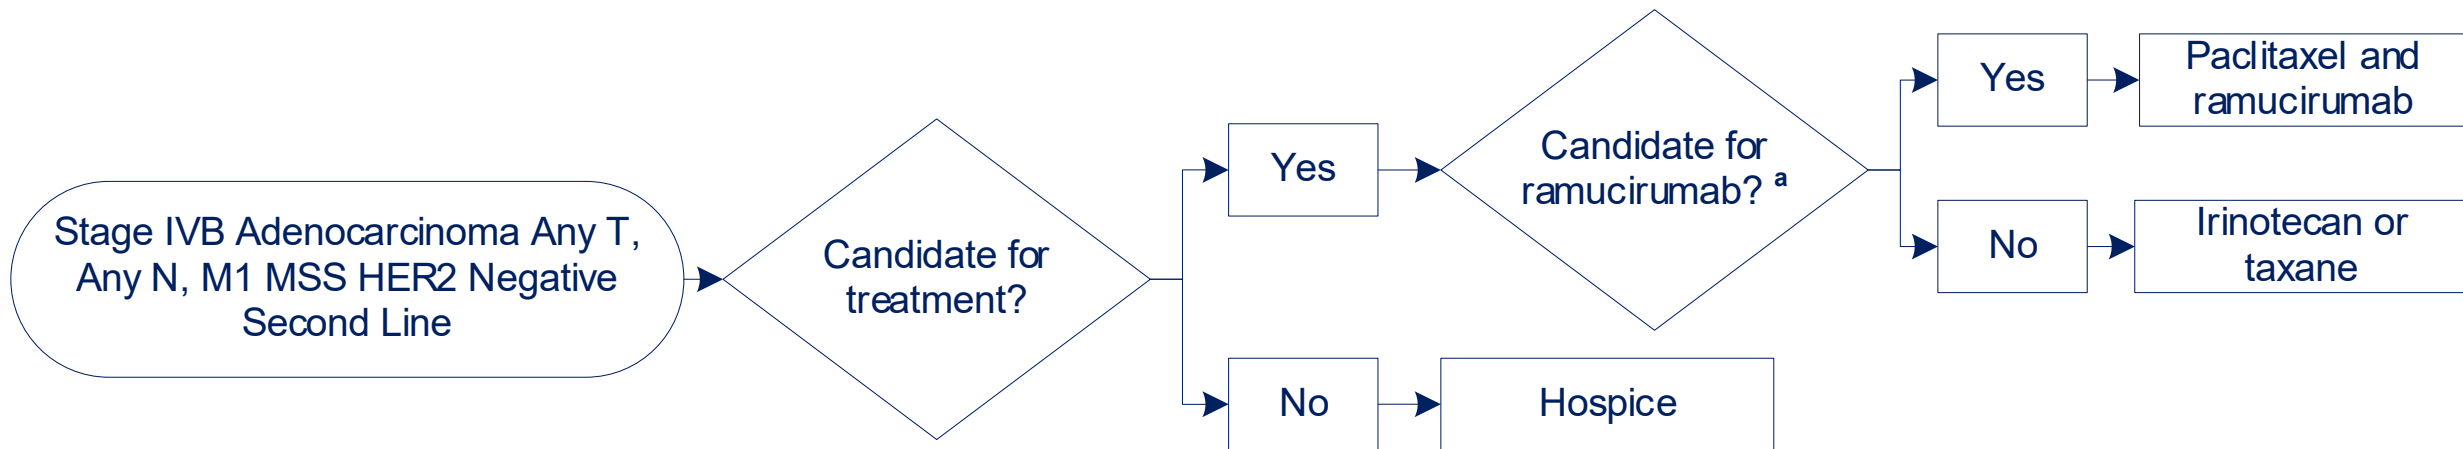 Stage IVB Adenocarcinoma Any T,
Any N, M1 MSS HER2 Negative
Second Line
Candidate for
treatment?
Yes
Candidate for
ramucirumab? a
Yes
Paclitaxel and
ramucirumab
No
Irinotecan or
taxane
No
Hospice